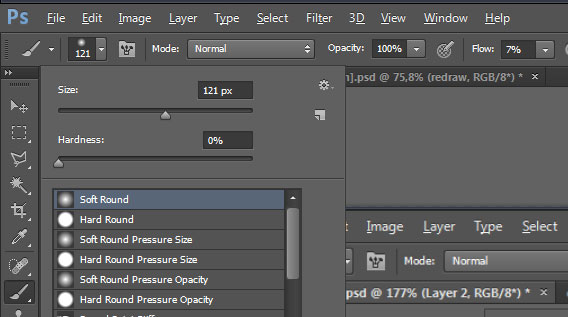 Ps File Edit Image Layer Type Select Filter 3D View Window
121 Mode: Normal Opacity: 100% Flow: 7%
n].psd @ 75,8% (redraw, RGB/8*) * ×
Size: 121 px
Hardness: 0%
Soft Round
Hard Round
Soft Round Pressure Size
Hard Round Pressure Size
Soft Round Pressure Opacity
Hard Round Pressure Opacity
Image Layer Type Select
Mode: Normal
.psd @ 177% (Layer 2, RGB/8*) * ×